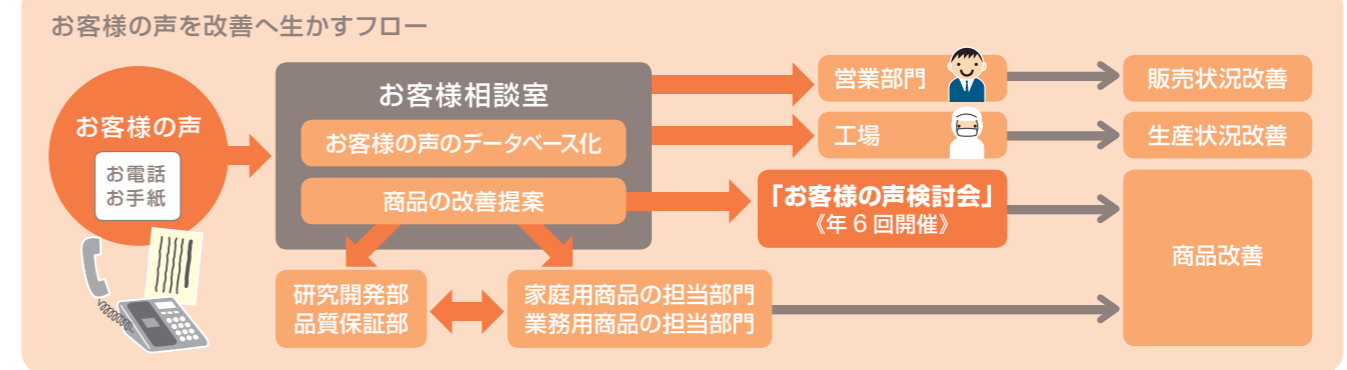 お客様の声を改善へ生かすフロー
お客様の声
お電話
お手紙
お客様相談室
お客様の声のデータベース化
商品の改善提案
営業部門
販売状況改善
工場
生産状況改善
「お客様の声検討会」
《年6回開催》
商品改善
研究開発部
品質保証部
家庭用商品の担当部門
業務用商品の担当部門